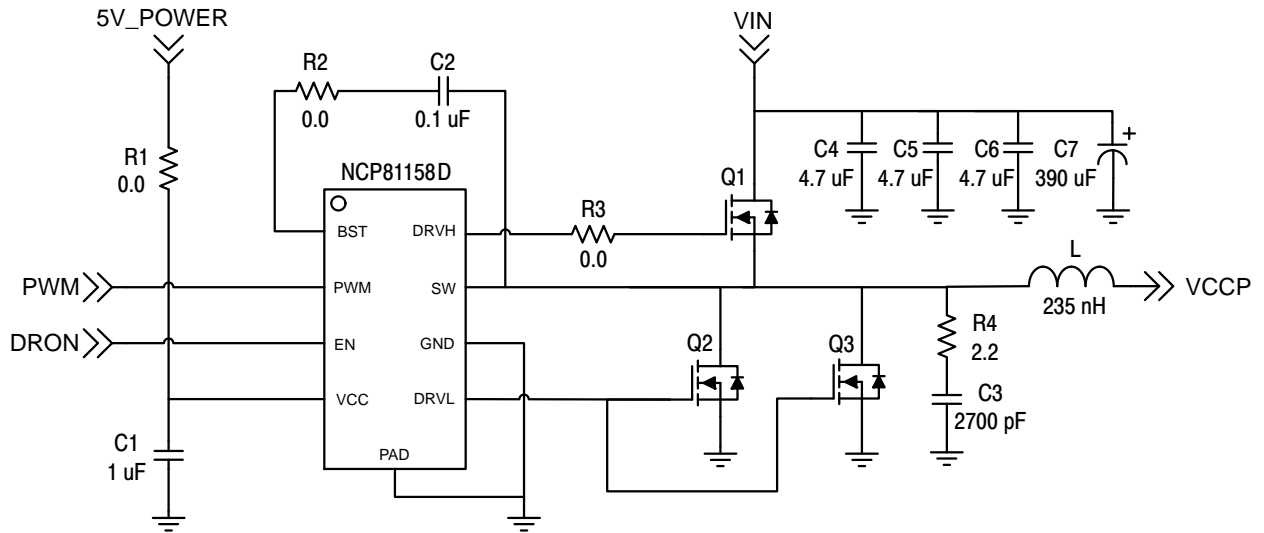 5V_POWER
VIN
R2
0.0
C2
0.1 uF
R1
0.0
NCP81158D
BST
DRVH
PWM
SW
EN
GND
VCC
DRVL
PAD
R3
0.0
Q1
C4
4.7 uF
C5
4.7 uF
C6
4.7 uF
C7
390 uF
+
PWM
DRON
L
235 nH
VCCP
Q2
Q3
R4
2.2
C3
2700 pF
C1
1 uF